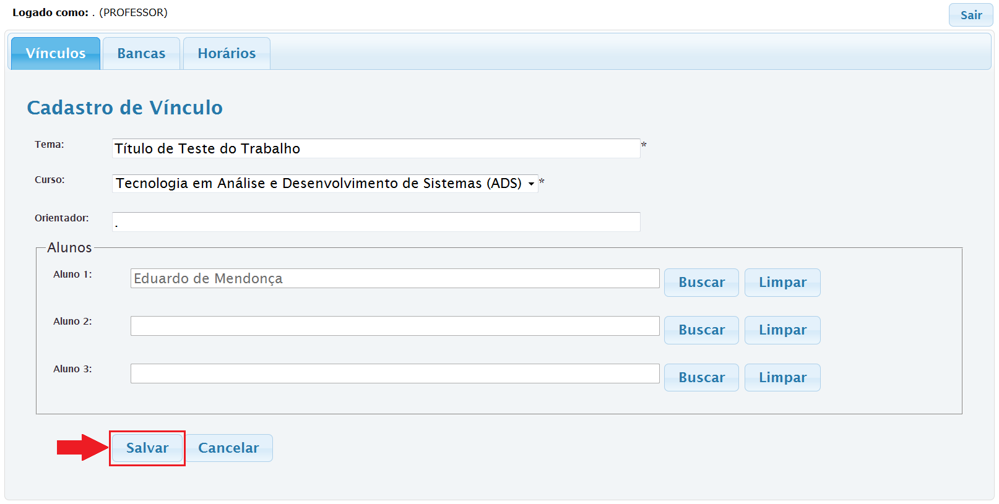 Logado como: . (PROFESSOR)
Sair
Vínculos Bancas Horários
Cadastro de Vínculo
Tema: Título de Teste do Trabalho *
Curso: Tecnologia em Análise e Desenvolvimento de Sistemas (ADS) *
Orientador: .
Alunos
Aluno 1: Eduardo de Mendonça Buscar Limpar
Aluno 2: Buscar Limpar
Aluno 3: Buscar Limpar
Salvar Cancelar